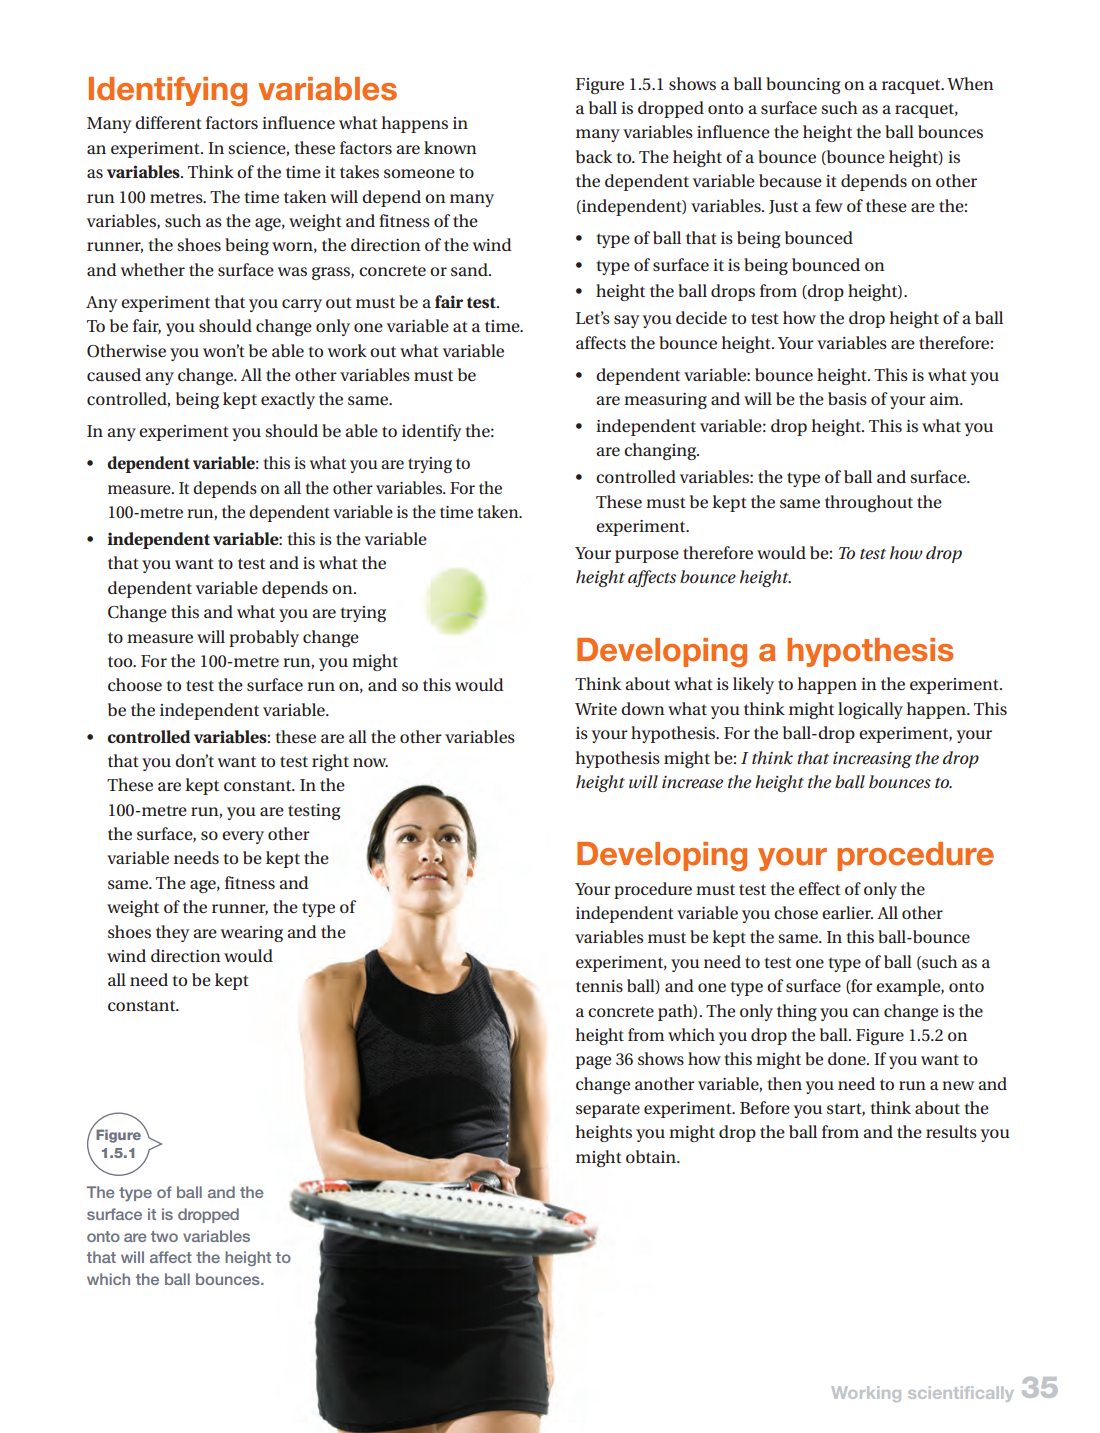 Identifying variables
Many different factors influence what happens in
an experiment. In science, these factors are known
as variables. Think of the time it takes someone to
run 100 metres. The time taken will depend on many
variables, such as the age, weight and fitness of the
runner, the shoes being worn, the direction of the wind
and whether the surface was grass, concrete or sand.
Any experiment that you carry out must be a fair test.
To be fair, you should change only one variable at a time.
Otherwise you won't be able to work out what variable
caused any change. All the other variables must be
controlled, being kept exactly the same.
In any experiment you should be able to identify the:
• dependent variable: this is what you are trying to
measure. It depends on all the other variables. For the
100-metre run, the dependent variable is the time taken.
• independent variable: this is the variable
that you want to test and is what the
dependent variable depends on.
Change this and what you are trying
to measure will probably change
too. For the 100-metre run, you might
choose to test the surface run on, and so this would
be the independent variable.
• controlled variables: these are all the other variables
that you don't want to test right now.
These are kept constant. In the
100-metre run, you are testing
the surface, so every other
variable needs to be kept the
same. The age, fitness and
weight of the runner, the type of
shoes they are wearing and the
wind direction would
all need to be kept
constant.
Figure
1.5.1
The type of ball and the
surface it is dropped
onto are two variables
that will affect the height to
which the ball bounces.
Figure 1.5.1 shows a ball bouncing on a racquet. When
a ball is dropped onto a surface such as a racquet,
many variables influence the height the ball bounces
back to. The height of a bounce (bounce height) is
the dependent variable because it depends on other
(independent) variables. Just a few of these are the:
• type of ball that is being bounced
• type of surface it is being bounced on
• height the ball drops from (drop height).
Let's say you decide to test how the drop height of a ball
affects the bounce height. Your variables are therefore:
• dependent variable: bounce height. This is what you
are measuring and will be the basis of your aim.
• independent variable: drop height. This is what you
are changing.
• controlled variables: the type of ball and surface.
These must be kept the same throughout the
experiment.
Your purpose therefore would be: To test how drop
height affects bounce height.
Developing a hypothesis
Think about what is likely to happen in the experiment.
Write down what you think might logically happen. This
is your hypothesis. For the ball-drop experiment, your
hypothesis might be: I think that increasing the drop
height will increase the height the ball bounces to.
Developing your procedure
Your procedure must test the effect of only the
independent variable you chose earlier. All other
variables must be kept the same. In this ball-bounce
experiment, you need to test one type of ball (such as a
tennis ball) and one type of surface (for example, onto
a concrete path). The only thing you can change is the
height from which you drop the ball. Figure 1.5.2 on
page 36 shows how this might be done. If you want to
change another variable, then you need to run a new and
separate experiment. Before you start, think about the
heights you might drop the ball from and the results you
might obtain.
Working scientifically 35